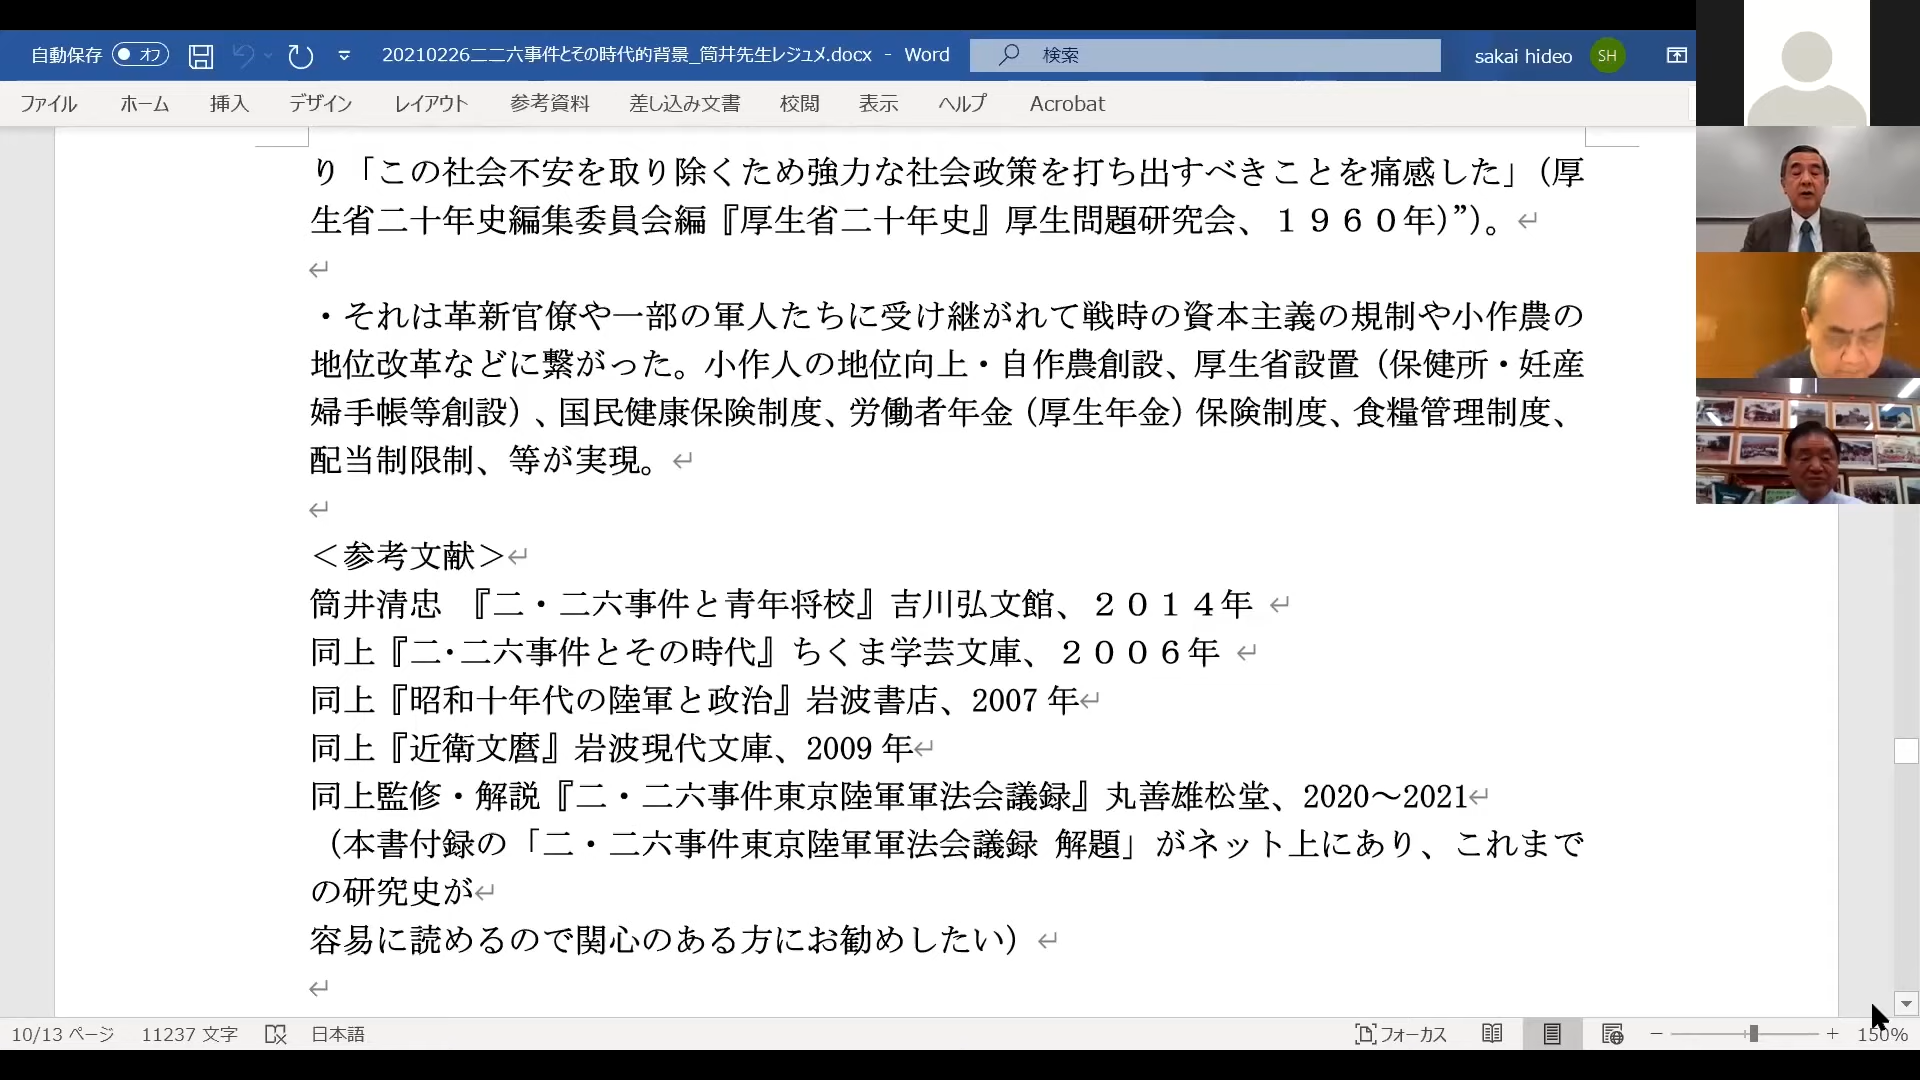 自動保存 オフ 20210226二二六事件とその時代的背景_筒井先生レジュメ.docx - Word 検索 sakai hideo SH
ファイル ホーム 挿入 デザイン レイアウト 参考資料 差し込み文書 校閲 表示 ヘルプ Acrobat
り「この社会不安を取り除くため強力な社会政策を打ち出すべきことを痛感した」（厚
生省二十年史編集委員会編『厚生省二十年史』厚生問題研究会、１９６０年）”）。
・それは革新官僚や一部の軍人たちに受け継がれて戦時の資本主義の規制や小作農の
地位改革などに繋がった。小作人の地位向上・自作農創設、厚生省設置（保健所・妊産
婦手帳等創設）、国民健康保険制度、労働者年金（厚生年金）保険制度、食糧管理制度、
配当制限制、等が実現。
＜参考文献＞
筒井清忠　『二・二六事件と青年将校』吉川弘文館、２０１４年
同上『二・二六事件とその時代』ちくま学芸文庫、２００６年
同上『昭和十年代の陸軍と政治』岩波書店、2007 年
同上『近衛文麿』岩波現代文庫、2009 年
同上監修・解説『二・二六事件東京陸軍軍法会議録』丸善雄松堂、2020～2021
（本書付録の「二・二六事件東京陸軍軍法会議録 解題」がネット上にあり、これまで
の研究史が
容易に読めるので関心のある方にお勧めしたい）
10/13 ページ 11237 文字 日本語 フォーカス 150%